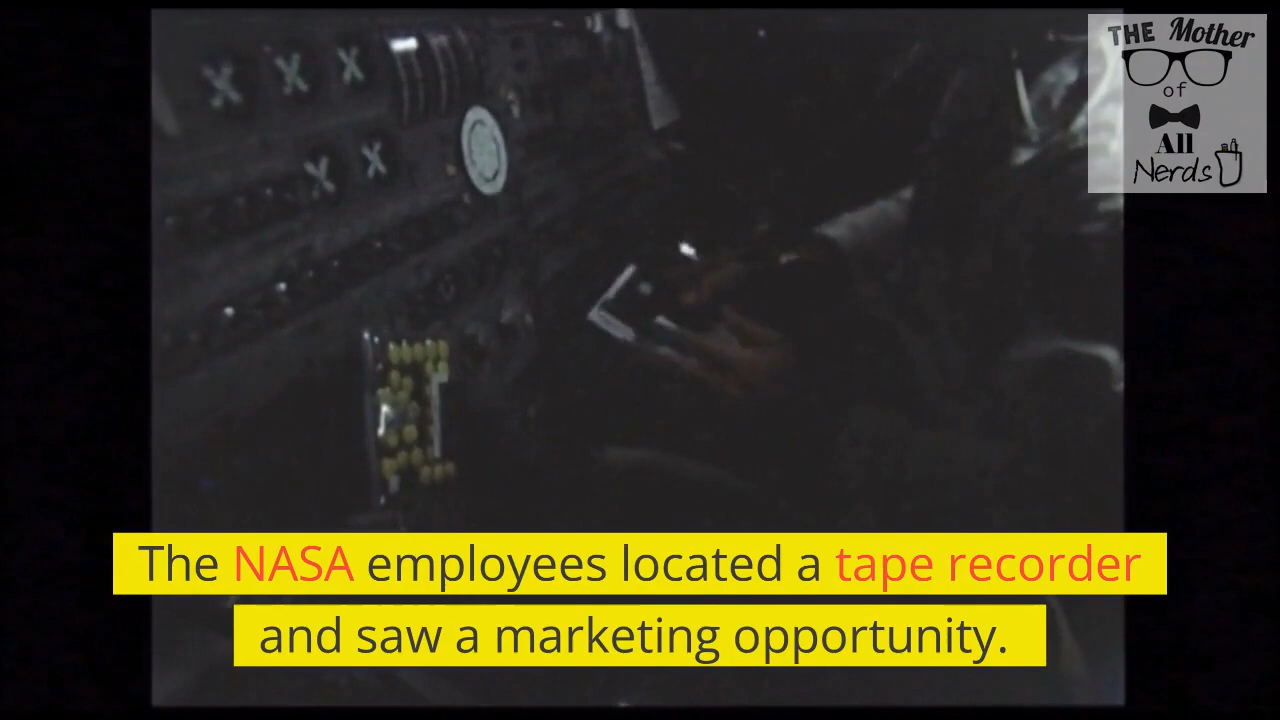 THE Mother
of
All
Nerds
The NASA employees located a tape recorder
and saw a marketing opportunity.